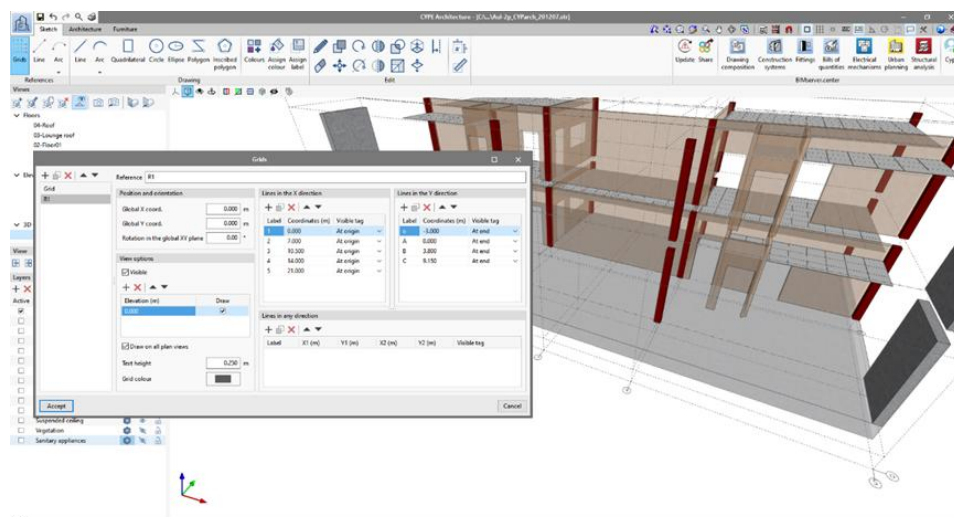 CYPE Architecture - [C:\...\Aul-2p_CYParch_201207.atr]
Sketch Architecture Furniture
Grids Line Arc Line Arc Quadrilateral Circle Ellipse Polygon Inscribed polygon Colours Assign colour Assign label
Update Share Drawing composition Construction systems Fittings Bills of quantities Electrical mechanisms Urban planning Structural analysis
References Drawing Edit BIMserver.center
Views
Floors
04-Roof
03-Lounge roof
02-Floor01
Grids
Reference R1
Grid
R1
Position and orientation
Global X coord. 0.000 m
Global Y coord. 0.000 m
Rotation in the global XY plane 0.00 °
View options
Visible
Elevation (m) Draw
0.000
Draw on all plan views
Text height 0.250 m
Grid colour
Lines in the X direction
Label Coordinates (m) Visible tag
1 0.000 At origin
2 7.000 At origin
3 10.500 At origin
4 14.000 At origin
5 21.000 At origin
Lines in the Y direction
Label Coordinates (m) Visible tag
-3.000 At end
A 0.000 At end
B 3.800 At end
C 9.150 At end
Lines in any direction
Label X1 (m) Y1 (m) X2 (m) Y2 (m) Visible tag
Accept Cancel
3D
View
Layers
Active
Suspended ceiling
Vegetation
Sanitary appliances